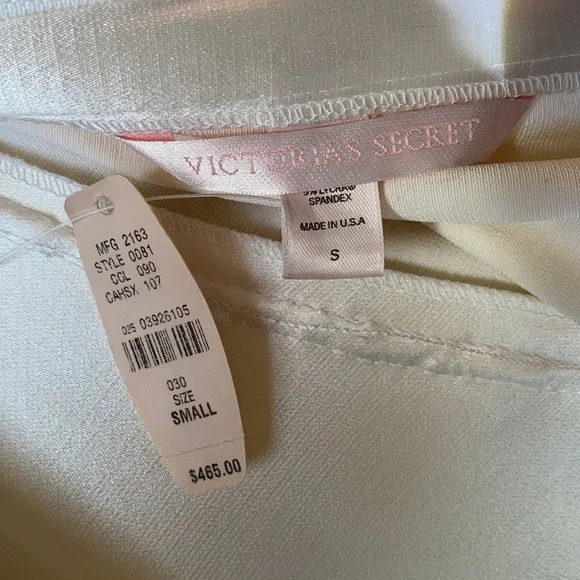 VICTORIA'S SECRET
LYCRA®
SPANDEX
MADE IN U.S.A
S
MFG 2163
STYLE 0081
COL 090
CAHSX 107
025 03926105
030
SIZE
SMALL
$465.00